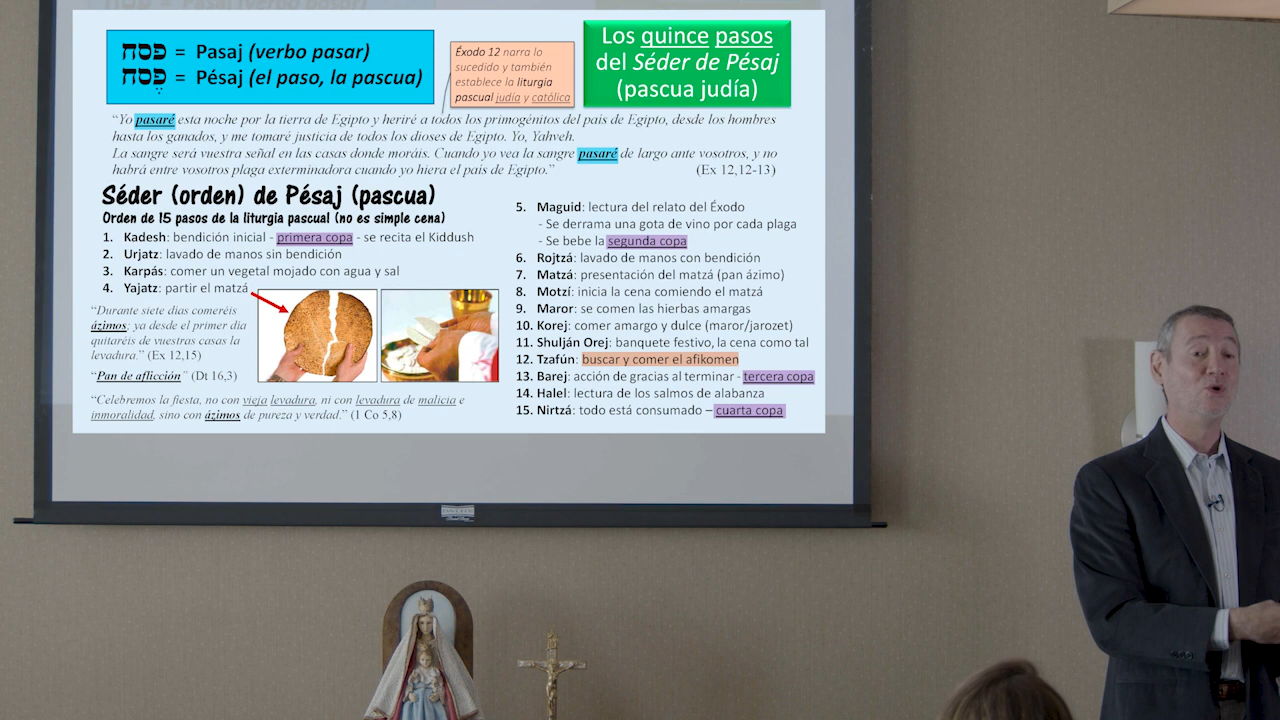 פסח = Pasaj (verbo pasar)
פֶּסַח = Pésaj (el paso, la pascua)
Éxodo 12 narra lo
sucedido y también
establece la liturgia
pascual judía y católica
Los quince pasos
del Séder de Pésaj
(pascua judía)
“Yo pasaré esta noche por la tierra de Egipto y heriré a todos los primogénitos del país de Egipto, desde los hombres
hasta los ganados, y me tomaré justicia de todos los dioses de Egipto. Yo, Yahveh.
La sangre será vuestra señal en las casas donde moráis. Cuando yo vea la sangre pasaré de largo ante vosotros, y no
habrá entre vosotros plaga exterminadora cuando yo hiera el país de Egipto.” (Ex 12,12-13)
Séder (orden) de Pésaj (pascua)
Orden de 15 pasos de la liturgia pascual (no es simple cena)
1. Kadesh: bendición inicial - primera copa - se recita el Kiddush
2. Urjatz: lavado de manos sin bendición
3. Karpás: comer un vegetal mojado con agua y sal
4. Yajatz: partir el matzá
“Durante siete días comeréis
ázimos; ya desde el primer día
quitaréis de vuestras casas la
levadura.” (Ex 12,15)
“Pan de aflicción” (Dt 16,3)
“Celebremos la fiesta, no con vieja levadura, ni con levadura de malicia e
inmoralidad, sino con ázimos de pureza y verdad.” (1 Co 5,8)
5. Maguid: lectura del relato del Éxodo
- Se derrama una gota de vino por cada plaga
- Se bebe la segunda copa
6. Rojtzá: lavado de manos con bendición
7. Matzá: presentación del matzá (pan ázimo)
8. Motzí: inicia la cena comiendo el matzá
9. Maror: se comen las hierbas amargas
10. Korej: comer amargo y dulce (maror/jarozet)
11. Shulján Orej: banquete festivo, la cena como tal
12. Tzafún: buscar y comer el afikomen
13. Barej: acción de gracias al terminar - tercera copa
14. Halel: lectura de los salmos de alabanza
15. Nirtzá: todo está consumado – cuarta copa